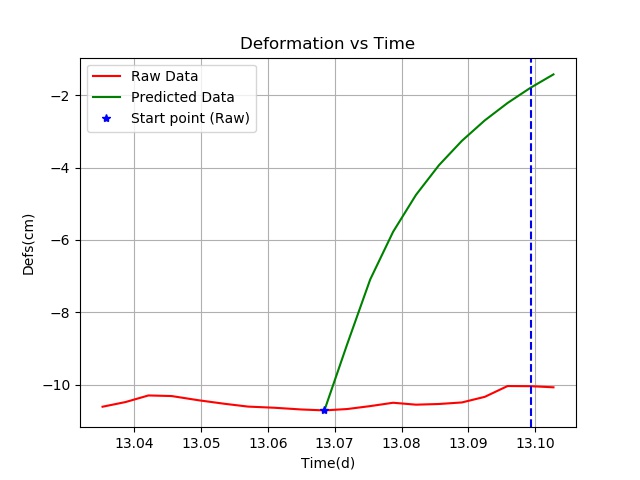 Deformation vs Time
Raw Data
Predicted Data
Start point (Raw)
Defs(cm)
−2
−4
−6
−8
−10
13.04 13.05 13.06 13.07 13.08 13.09 13.10
Time(d)